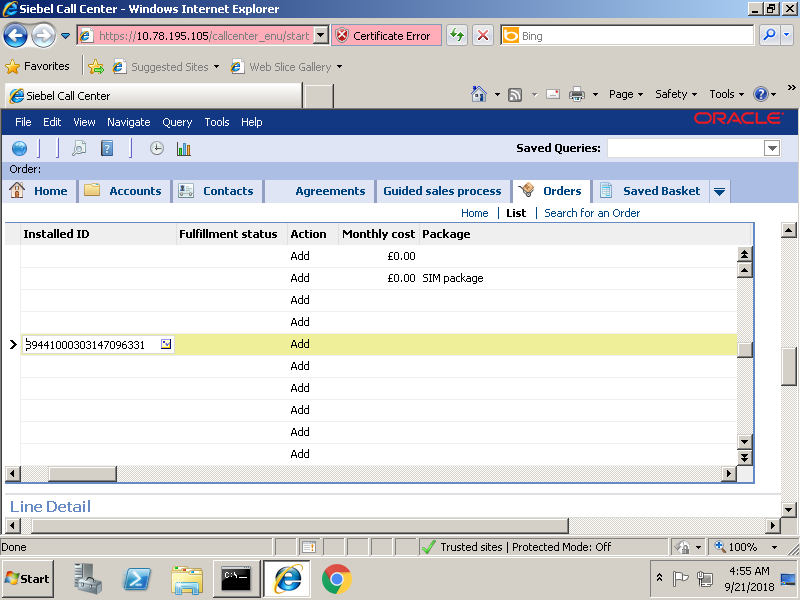 Siebel Call Center - Windows Internet Explorer
https://10.78.195.105/callcenter_enu/start
Certificate Error
Bing
Favorites
Suggested Sites
Web Slice Gallery
Siebel Call Center
Page
Safety
Tools
File Edit View Navigate Query Tools Help
ORACLE
Saved Queries:
Order:
Home Accounts Contacts Agreements Guided sales process Orders Saved Basket
Home | List | Search for an Order
Installed ID Fulfillment status Action Monthly cost Package
Add £0.00
Add £0.00 SIM package
Add
Add
39441000303147096331 Add
Add
Add
Add
Add
Add
Line Detail
Done
Trusted sites | Protected Mode: Off
100%
Start
C:\
4:55 AM
9/21/2018